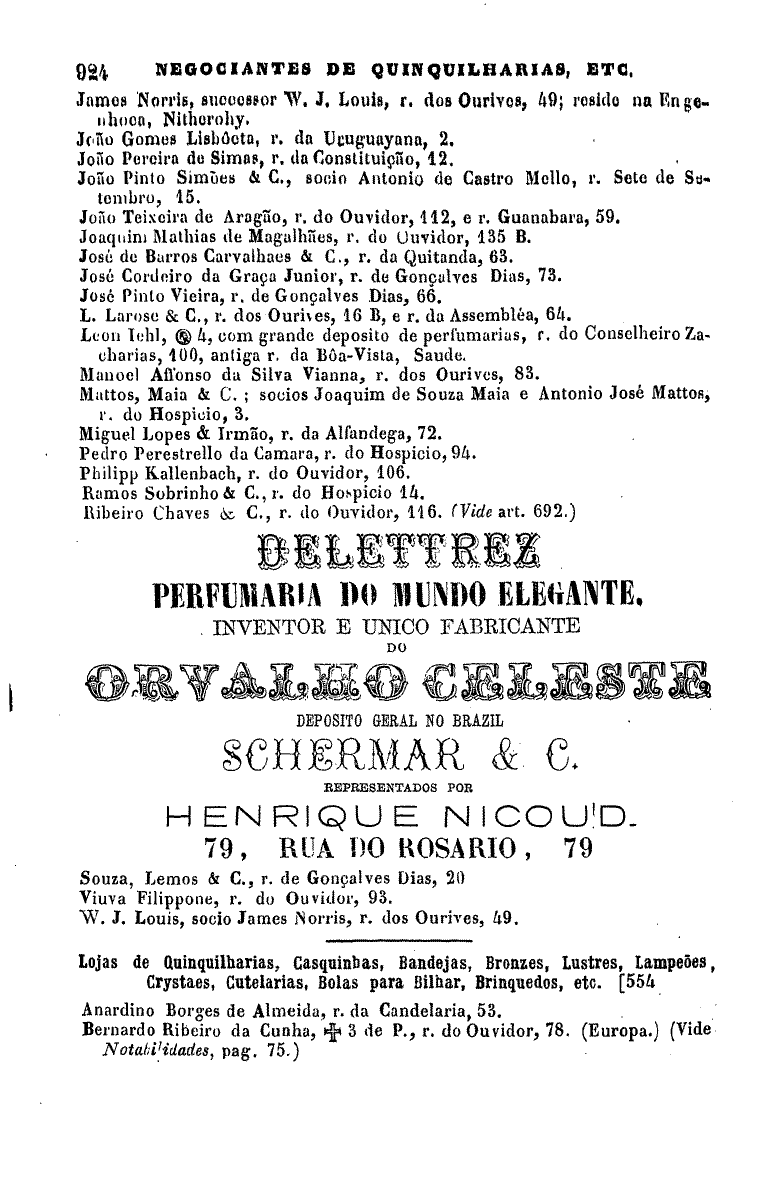 924 NEGOCIANTES DE QUINQUILHARIAS, ETC.
James Norris, successor W. J. Louis, r. dos Ourives, 49; reside na Enge-
nhoca, Nitherohy.
João Gomes Lisbôeta, r. da Uruguayana, 2.
João Pereira de Simas, r. da Constituição, 12.
João Pinto Simões & C., socio Antonio de Castro Mello, r. Sete de Se-
tembro, 15.
João Teixeira de Aragão, r. do Ouvidor, 112, e r. Guanabara, 59.
Joaquim Mathias de Magalhães, r. do Ouvidor, 135 B.
José de Barros Carvalhaes & C., r. da Quitanda, 63.
José Cordeiro da Graça Junior, r. de Gonçalves Dias, 73.
José Pinto Vieira, r. de Gonçalves Dias, 66.
L. Larose & C., r. dos Ourives, 16 B, e r. da Assembléa, 64.
Leon Iehl, 4, com grande deposito de perfumarias, r. do Conselheiro Za-
charias, 100, antiga r. da Bôa-Vista, Saude.
Manoel Affonso da Silva Vianna, r. dos Ourives, 83.
Mattos, Maia & C. ; socios Joaquim de Souza Maia e Antonio José Mattos,
r. do Hospicio, 3.
Miguel Lopes & Irmão, r. da Alfandega, 72.
Pedro Perestrello da Camara, r. do Hospicio, 94.
Philipp Kallenbach, r. do Ouvidor, 106.
Ramos Sobrinho & C., r. do Hospicio 14.
Ribeiro Chaves & C., r. do Ouvidor, 116. (Vide art. 692.)
DELETTREZ
PERFUMARIA DO MUNDO ELEGANTE.
INVENTOR E UNICO FABRICANTE
DO
ORVALHO CELESTE
DEPOSITO GERAL NO BRAZIL
SCHERMAR & C.
REPRESENTADOS POR
HENRIQUE NICOU'D.
79, RUA DO ROSARIO, 79
Souza, Lemos & C., r. de Gonçalves Dias, 20
Viuva Filippone, r. do Ouvidor, 93.
W. J. Louis, socio James Norris, r. dos Ourives, 49.
Lojas de Quinquilharias, Casquinhas, Bandejas, Bronzes, Lustres, Lampeões,
Crystaes, Cutelarias, Bolas para Bilhar, Brinquedos, etc. [554
Anardino Borges de Almeida, r. da Candelaria, 53.
Bernardo Ribeiro da Cunha, ✠ 3 de P., r. do Ouvidor, 78. (Europa.) (Vide
Notabilidades, pag. 75.)